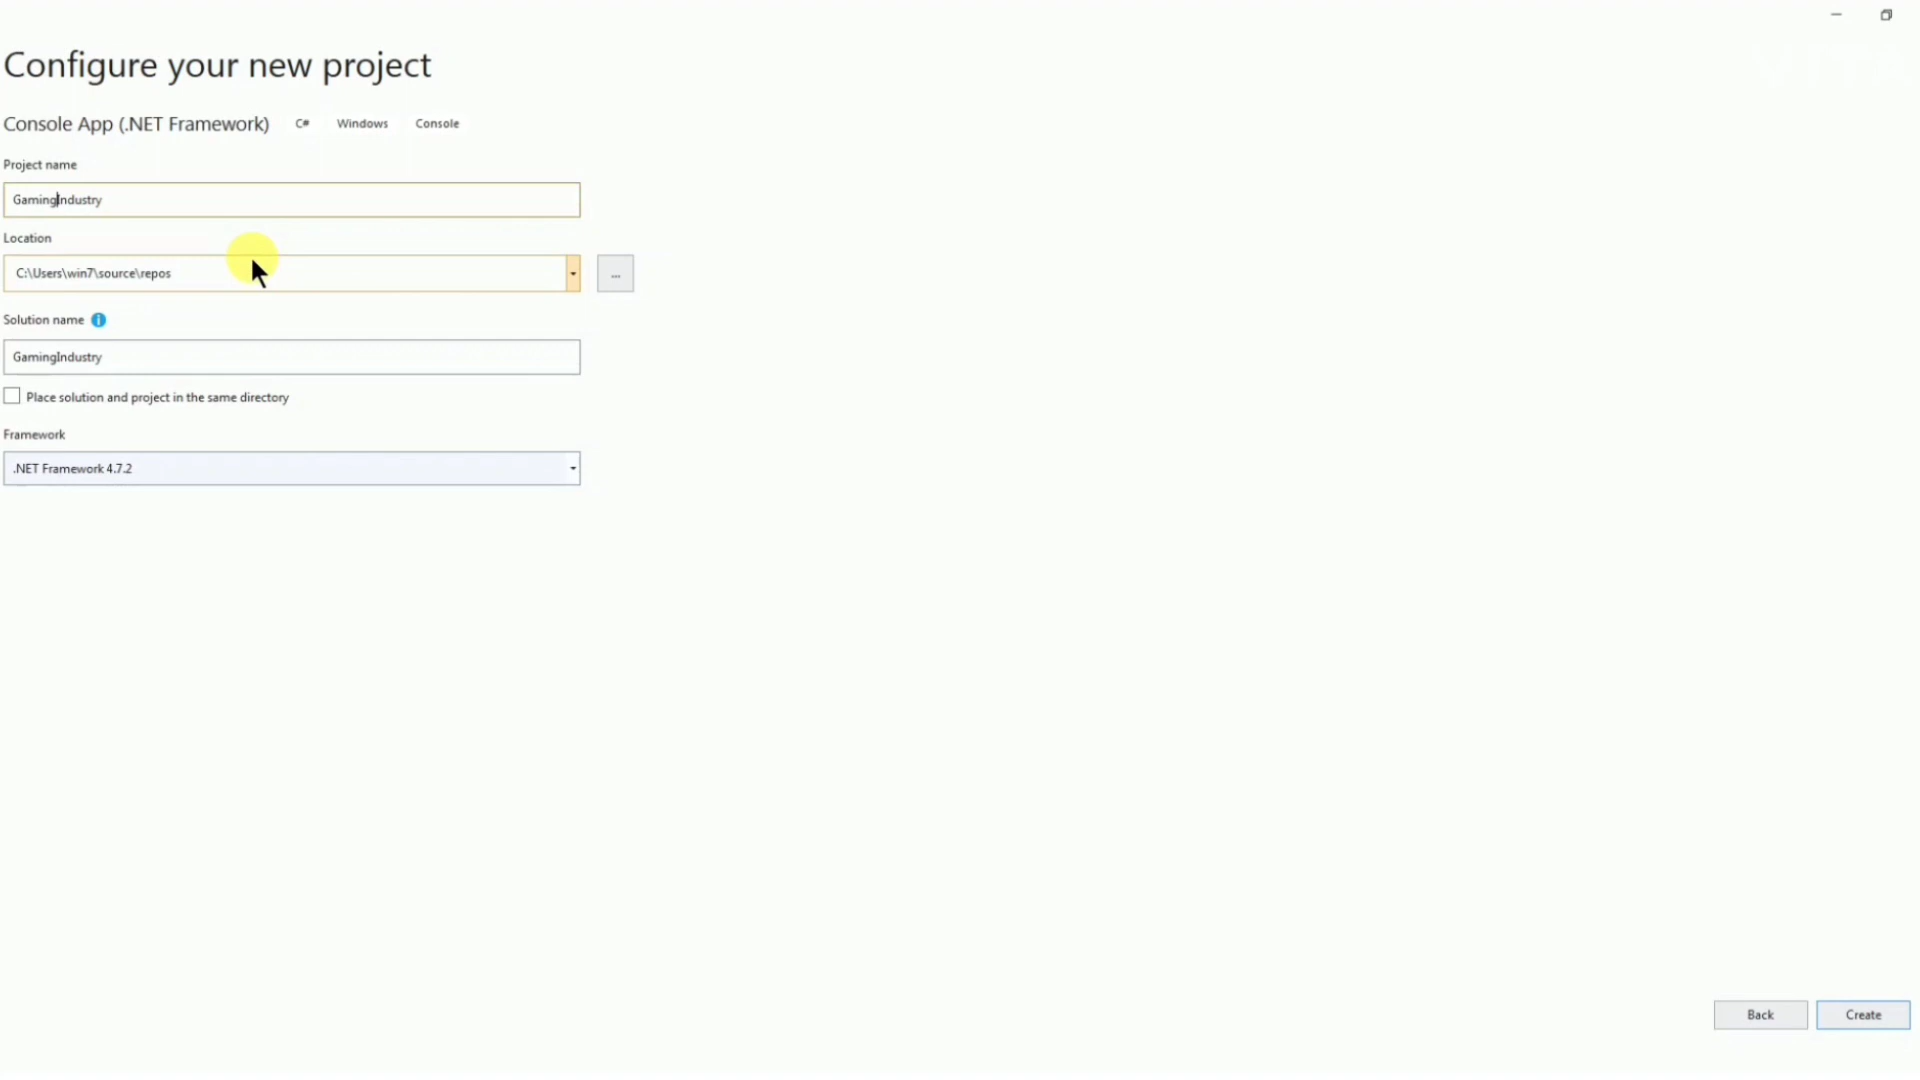 Configure your new project
Console App (.NET Framework) C# Windows Console
Project name
GamingIndustry
Location
C:\Users\win7\source\repos
...
Solution name
GamingIndustry
Place solution and project in the same directory
Framework
.NET Framework 4.7.2
Back Create